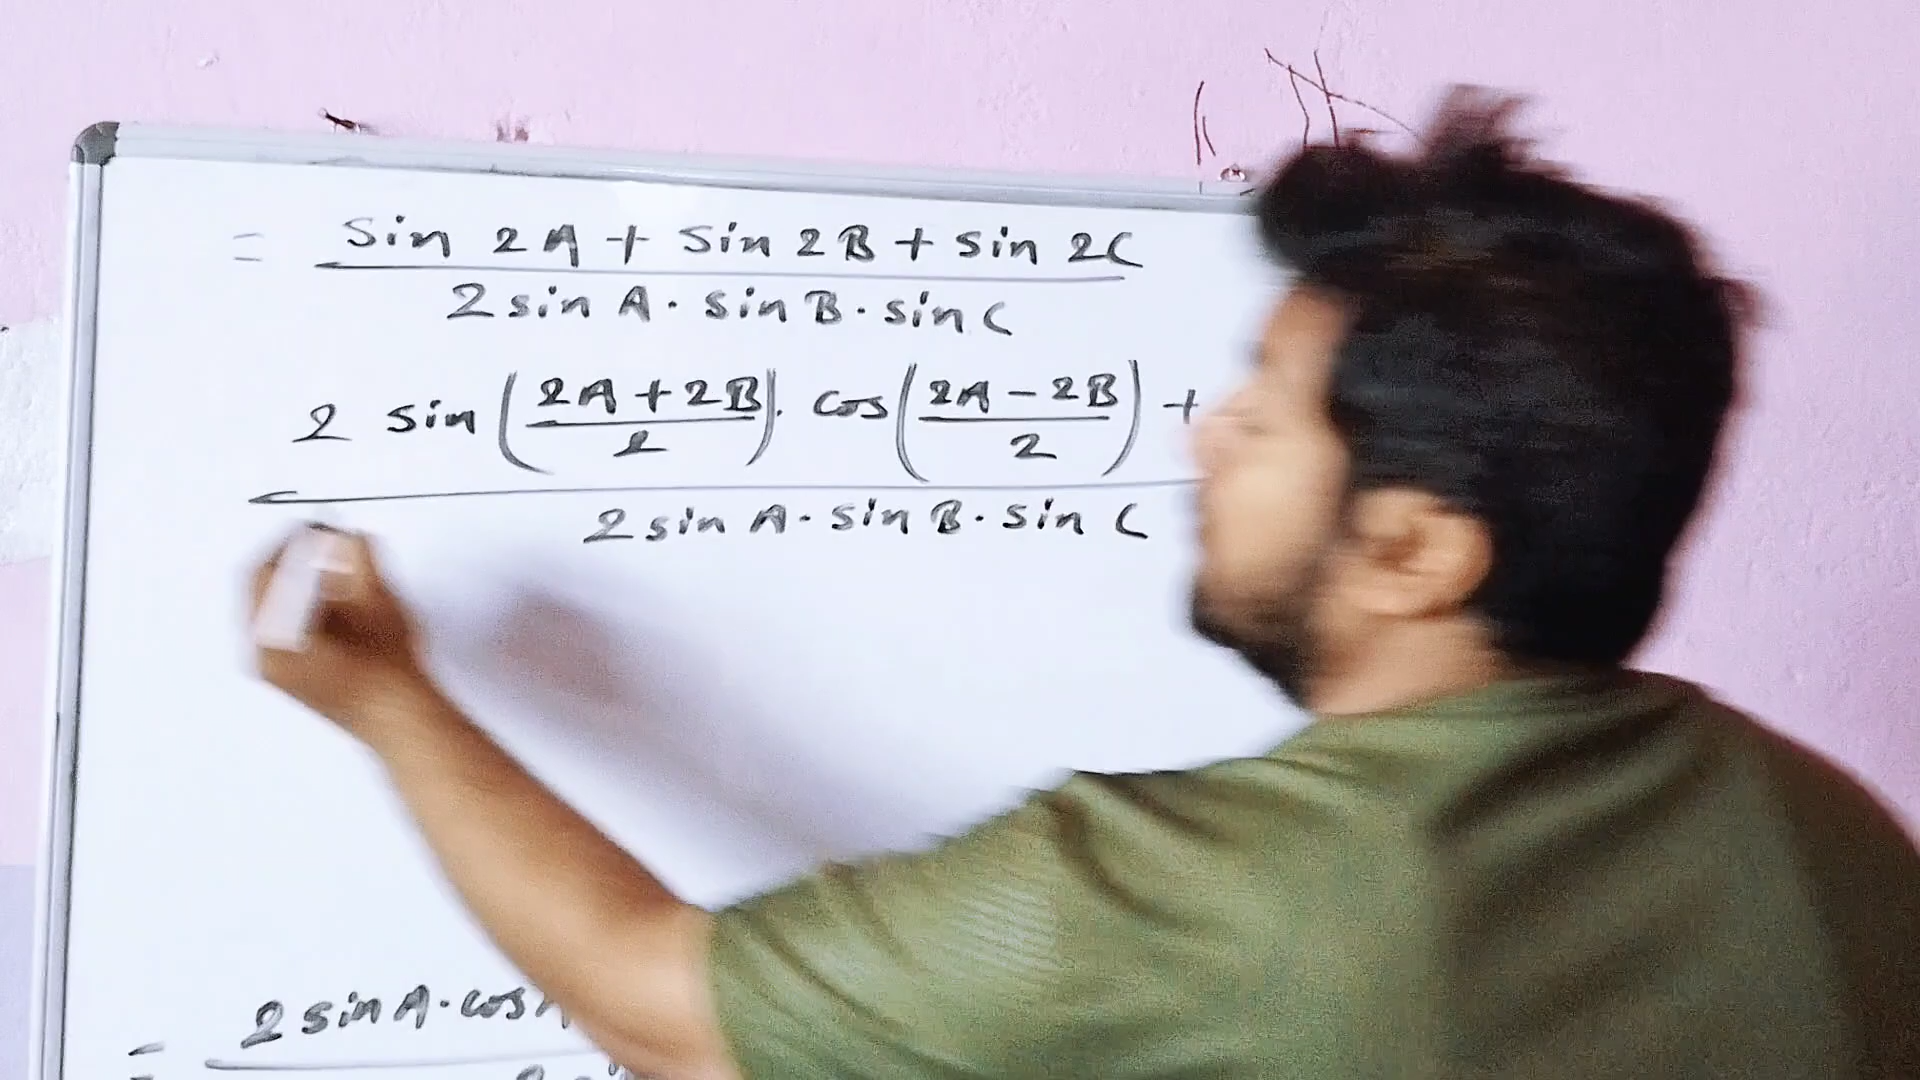 = sin 2A + sin 2B + sin 2C
2 sin A · sin B · sin C
2 sin (2A + 2B / 2) · cos (2A - 2B / 2) +
2 sin A · sin B · sin C
= 2 sin A · cos